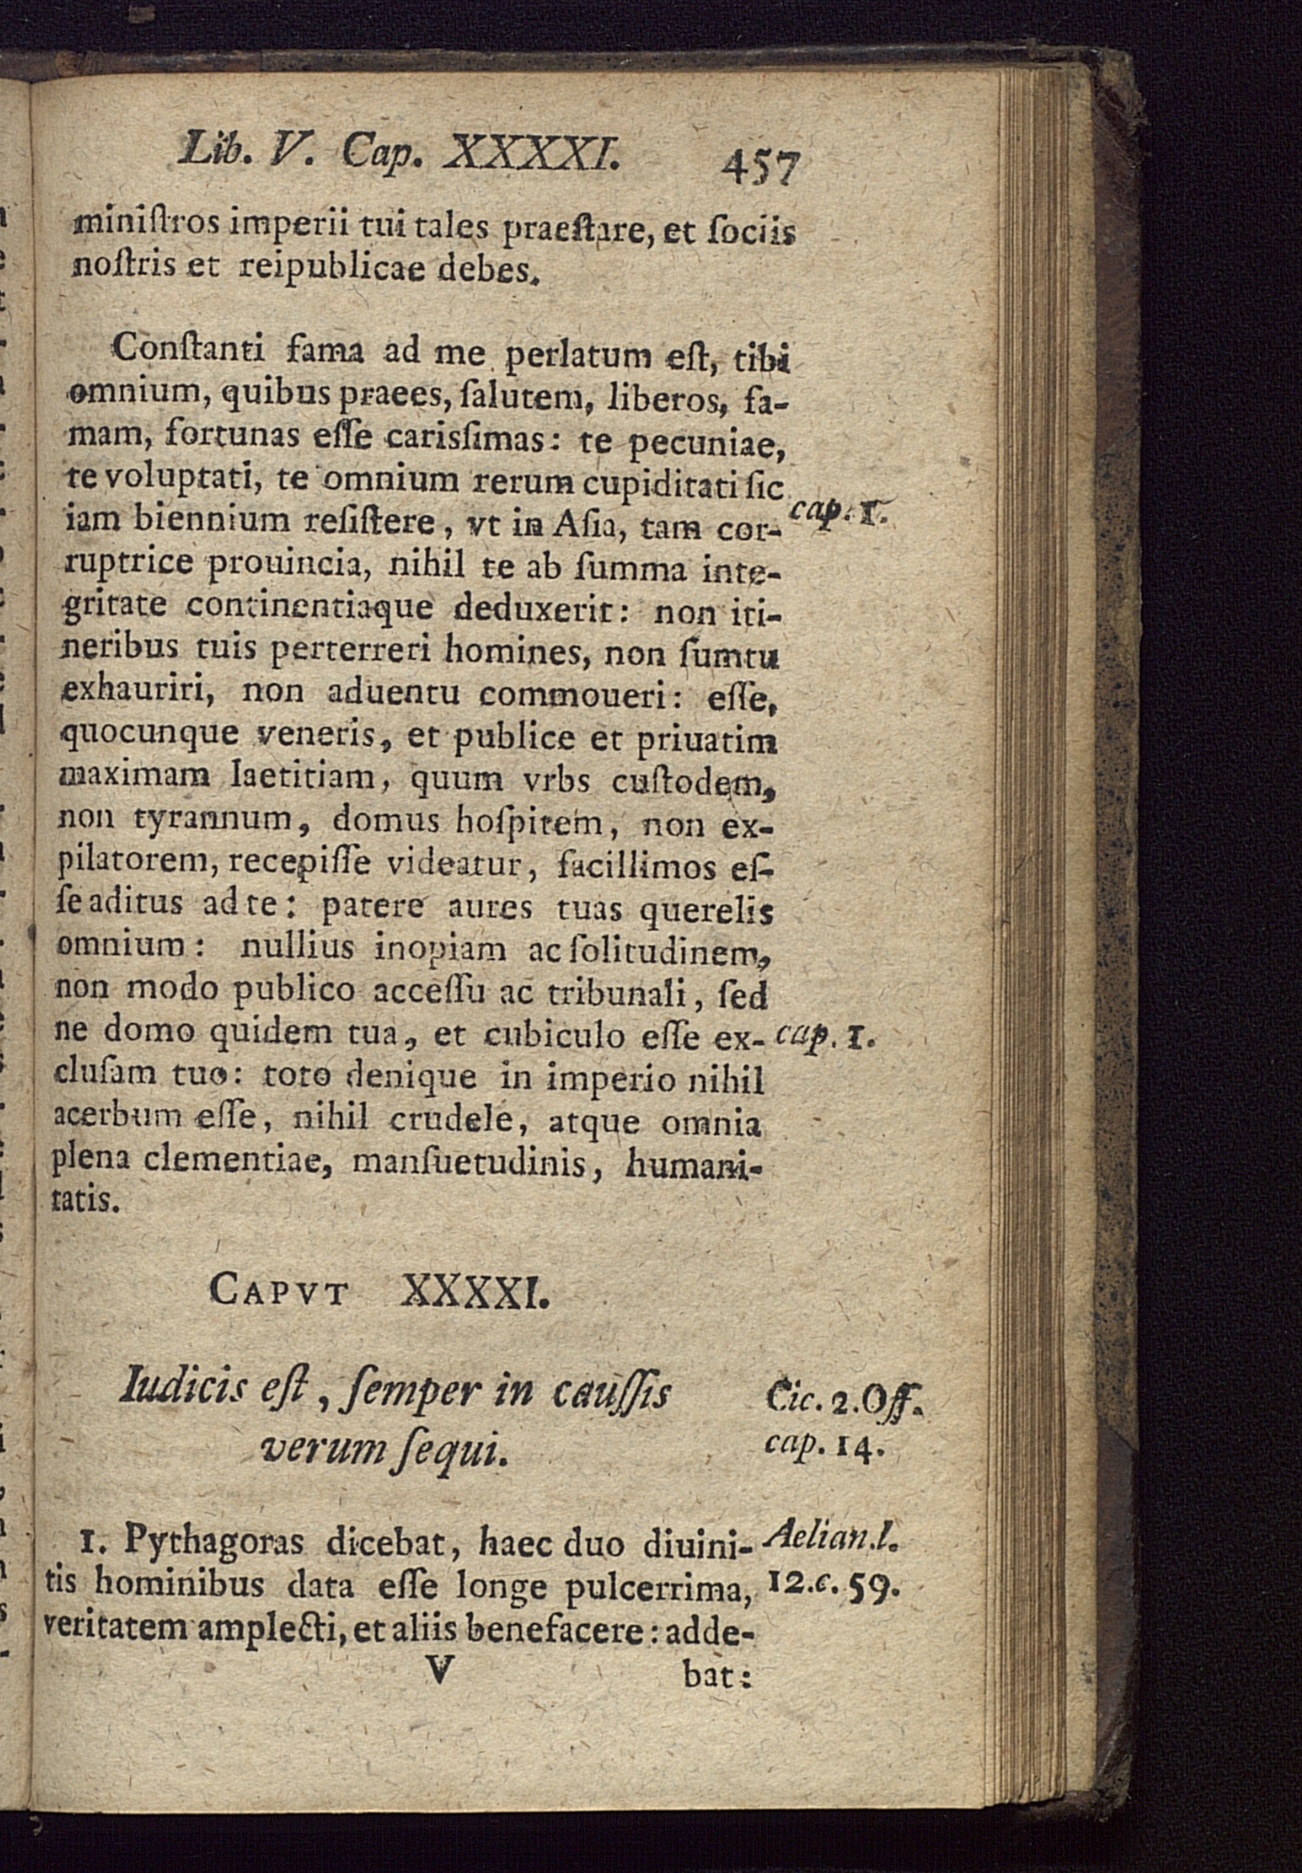 Lib. V. Cap. XXXXXI. 457
miniſtros imperii tui tales praeſtare, et ſociis
noſtris et reipublicae debes.
Conſtanti fama ad me perlatum eſt, tibi
omnium, quibus praees, ſalutem, liberos, fa-
mam, fortunas eſſe carisſimas: te pecuniae,
te voluptati, te omnium rerum cupiditati ſic
iam biennium reſiſtere, vt in Aſia, tam cor- cap. 1.
ruptrice prouincia, nihil te ab ſumma inte-
gritate continentiaque deduxerit: non iti-
neribus tuis perterreri homines, non ſumtu
exhauriri, non aduentu commoueri: eſſe,
quocunque veneris, et publice et priuatim
maximam laetitiam, quum vrbs cuſtodem,
non tyrannum, domus hoſpitem, non ex-
pilatorem, recepiſſe videatur, facillimos eſ-
ſe aditus ad te: patere aures tuas querelis
omnium: nullius inopiam ac ſolitudinem,
non modo publico acceſſu ac tribunali, ſed
ne domo quidem tua, et cubiculo eſſe ex- cap. 1.
cluſam tuo: toto denique in imperio nihil
acerbum eſſe, nihil crudele, atque omnia
plena clementiae, manſuetudinis, humani-
tatis.
CAPVT XXXXI.
Iudicis eſt, ſemper in cauſſis Cic. 2. Off.
verum ſequi. cap. 14.
1. Pythagoras dicebat, haec duo diuini- Aelian. l.
tis hominibus data eſſe longe pulcerrima, 12. c. 59.
veritatem amplecti, et aliis benefacere: adde-
V bat: